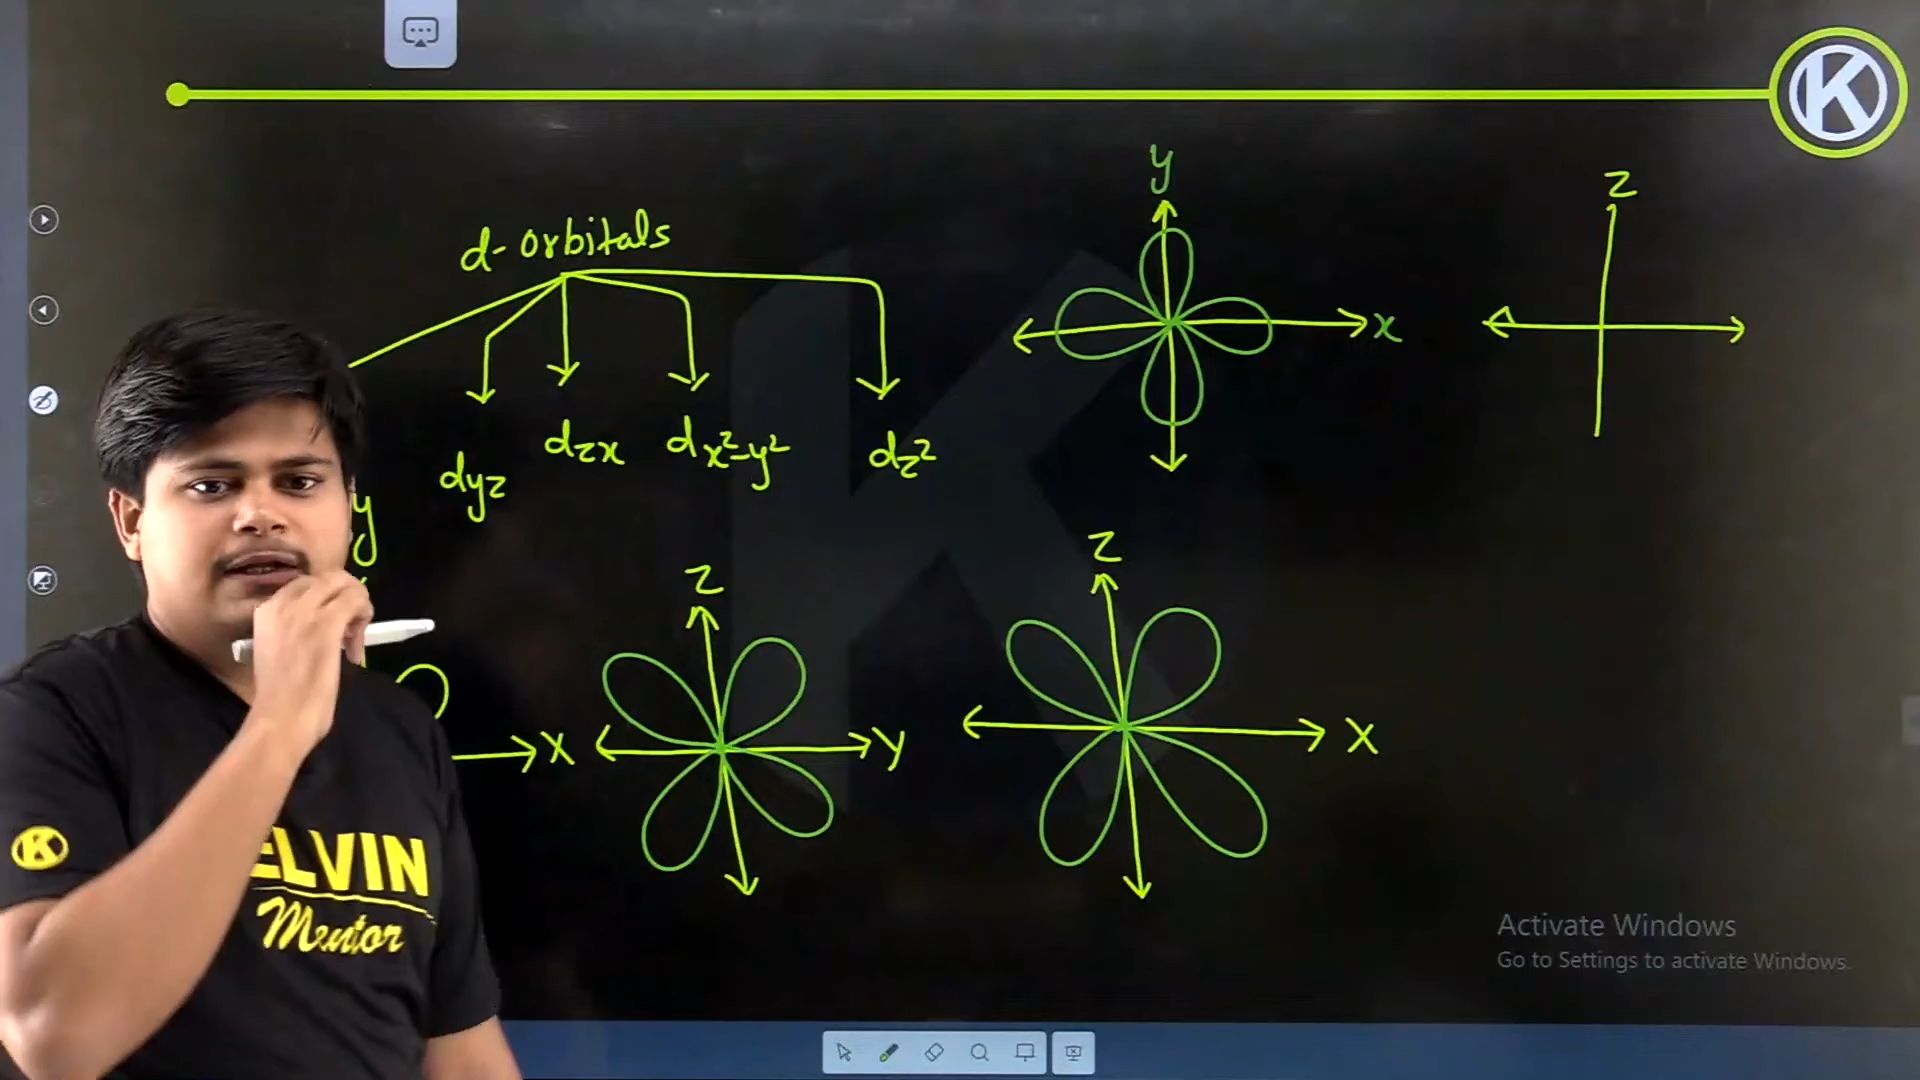 K
y
z
d-orbitals
x
dyz
dzx
dx²-y²
dz²
y
z
z
x
y
x
K
ELVIN
Mentor
Activate Windows
Go to Settings to activate Windows.